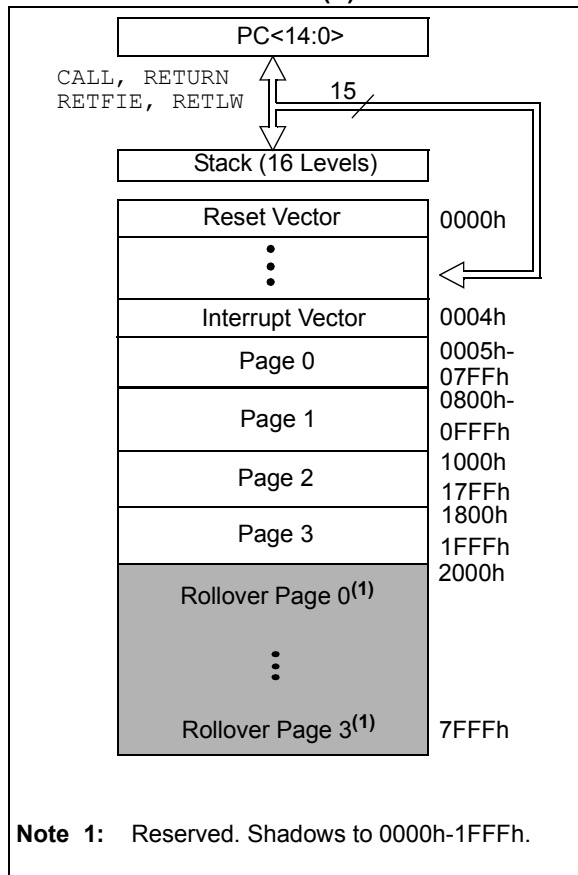 PC<14:0>
CALL, RETURN
RETFIE, RETLW
15
Stack (16 Levels)
Reset Vector
0000h
Interrupt Vector
0004h
Page 0
0005h-
07FFh
Page 1
0800h-
0FFFh
Page 2
1000h
17FFh
Page 3
1800h
1FFFh
Rollover Page 0(1)
2000h
Rollover Page 3(1)
7FFFh
Note 1: Reserved. Shadows to 0000h-1FFFh.